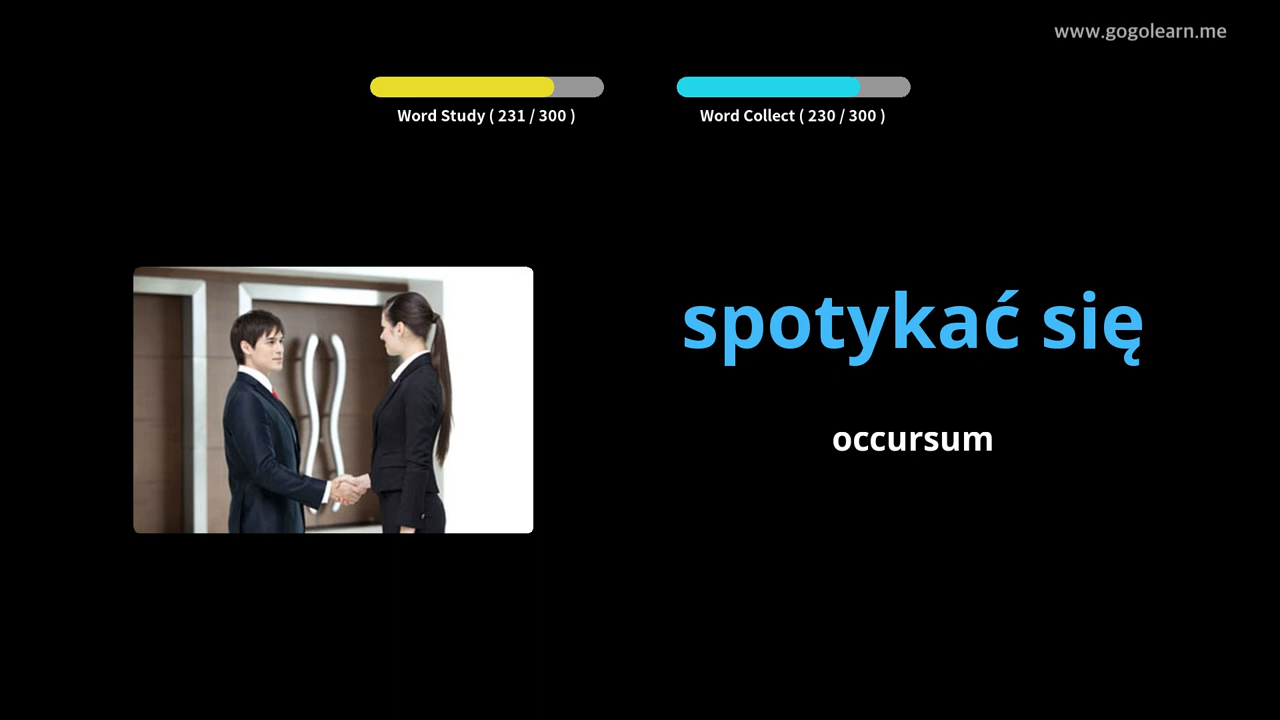 www.gogolearn.me
Word Study ( 231 / 300 )
Word Collect ( 230 / 300 )
spotykać się
occursum